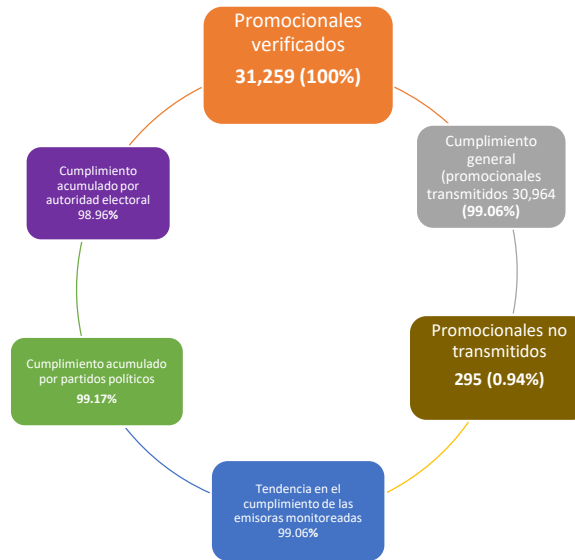 Promocionales
verificados
31,259 (100%)
Cumplimiento
general
(promocionales
transmitidos 30,964
(99.06%)
Promocionales no
transmitidos
295 (0.94%)
Tendencia en el
cumplimiento de las
emisoras monitoreadas
99.06%
Cumplimiento acumulado
por partidos políticos
99.17%
Cumplimiento
acumulado por
autoridad electoral
98.96%